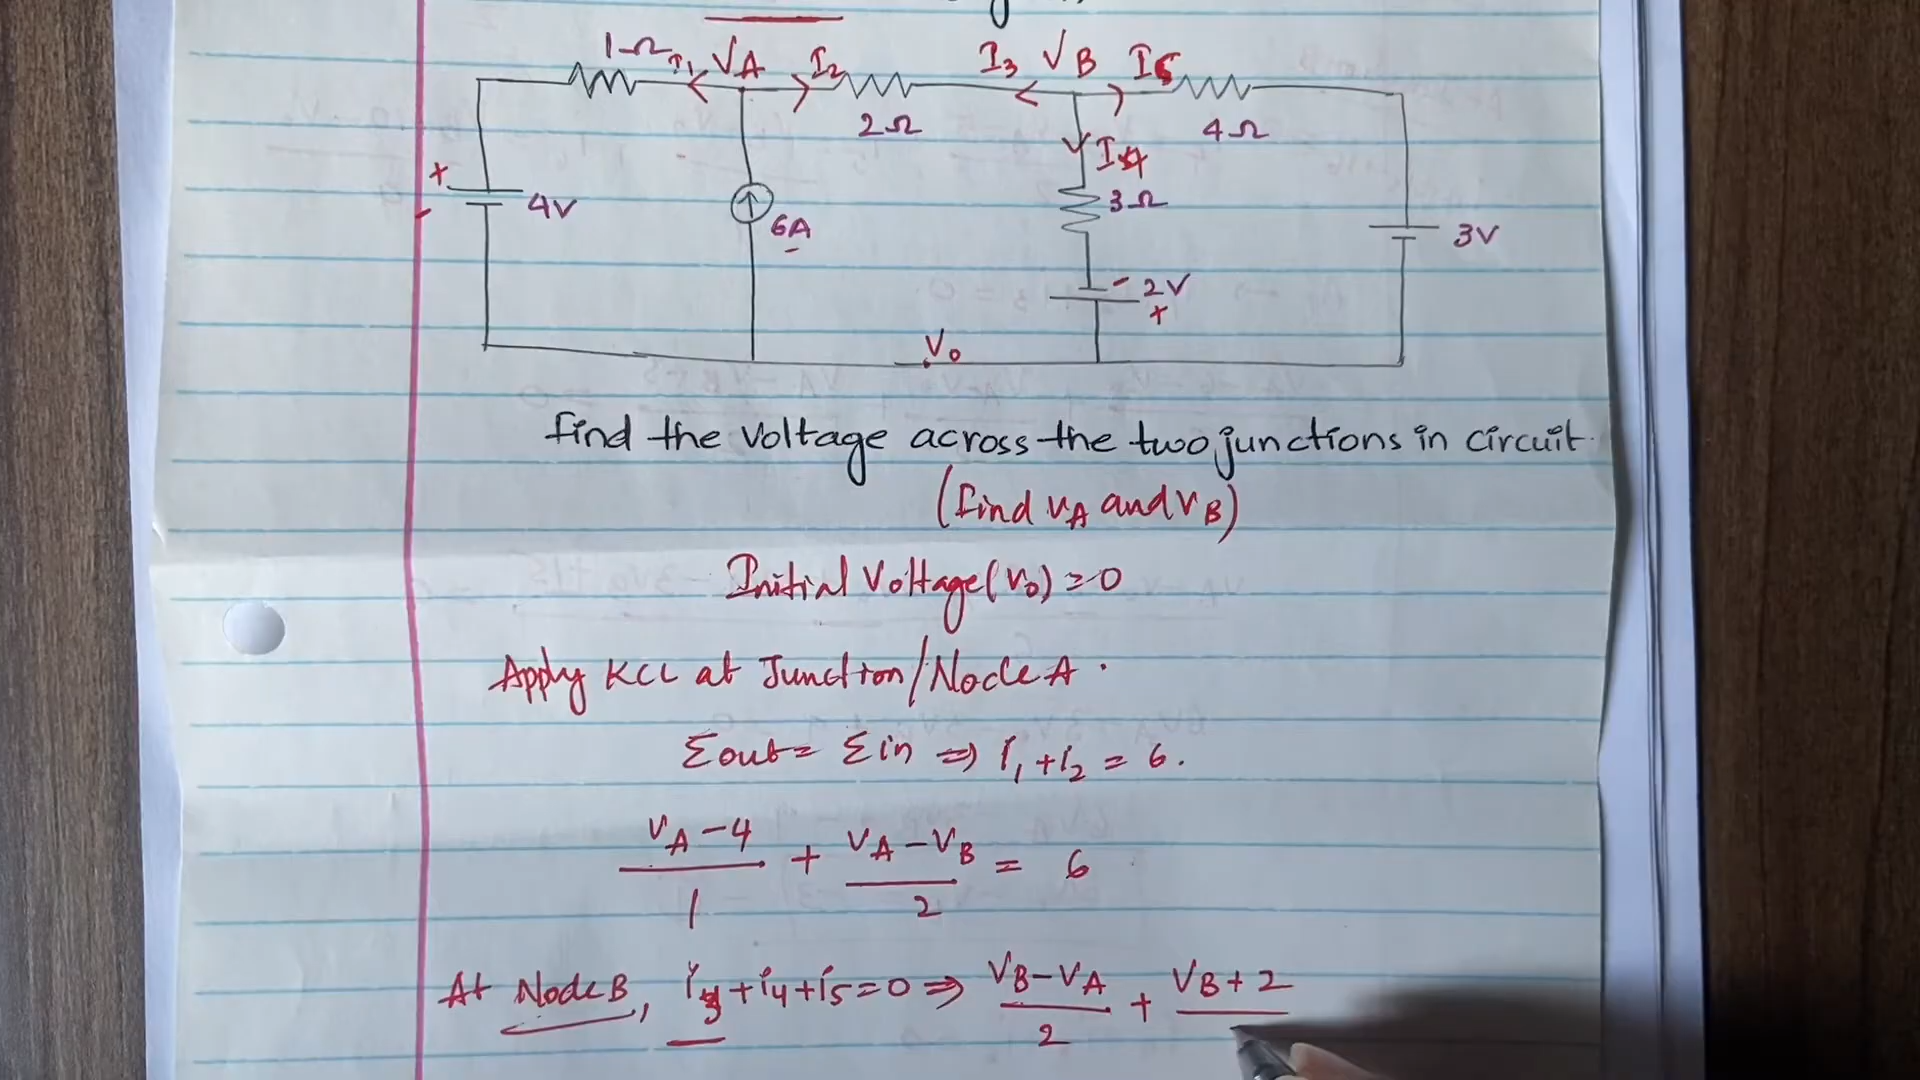 1Ω I₁ VA I₂ I₃ VB I5
2Ω 4Ω
I4
+ 3Ω
- 4V 6A 3V
- 2V
+
V₀
find the voltage across the two junctions in circuit.
(find VA and VB)
Initial Voltage (V₀) = 0
Apply KCL at Junction/Node A.
Σout = Σin ⇒ i₁ + i₂ = 6.
VA - 4 / 1 + VA - VB / 2 = 6
At Node B, i3 + i4 + i5 = 0 ⇒ VB - VA / 2 + VB + 2